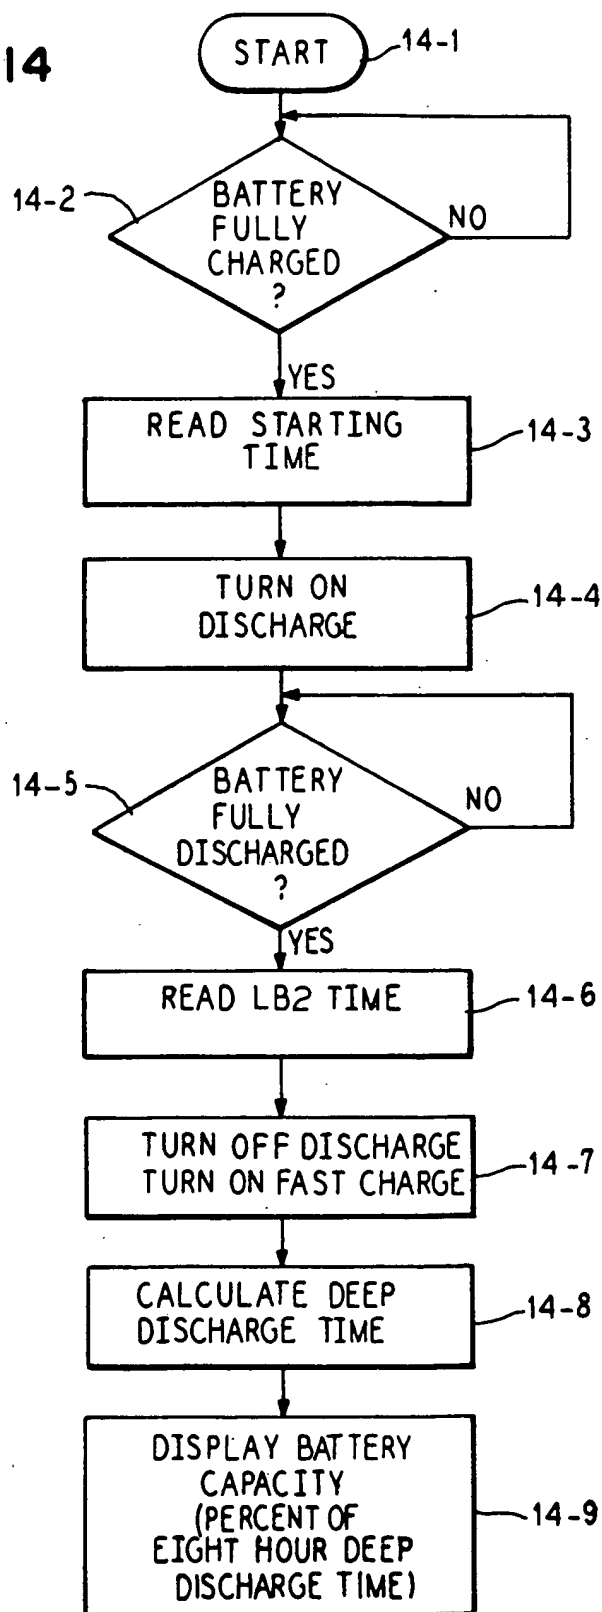 14
START
14-1
14-2
BATTERY
FULLY
CHARGED
?
NO
YES
READ STARTING
TIME
14-3
TURN ON
DISCHARGE
14-4
14-5
BATTERY
FULLY
DISCHARGED
?
NO
YES
READ LB2 TIME
14-6
TURN OFF DISCHARGE
TURN ON FAST CHARGE
14-7
CALCULATE DEEP
DISCHARGE TIME
14-8
DISPLAY BATTERY
CAPACITY
(PERCENT OF
EIGHT HOUR DEEP
DISCHARGE TIME)
14-9